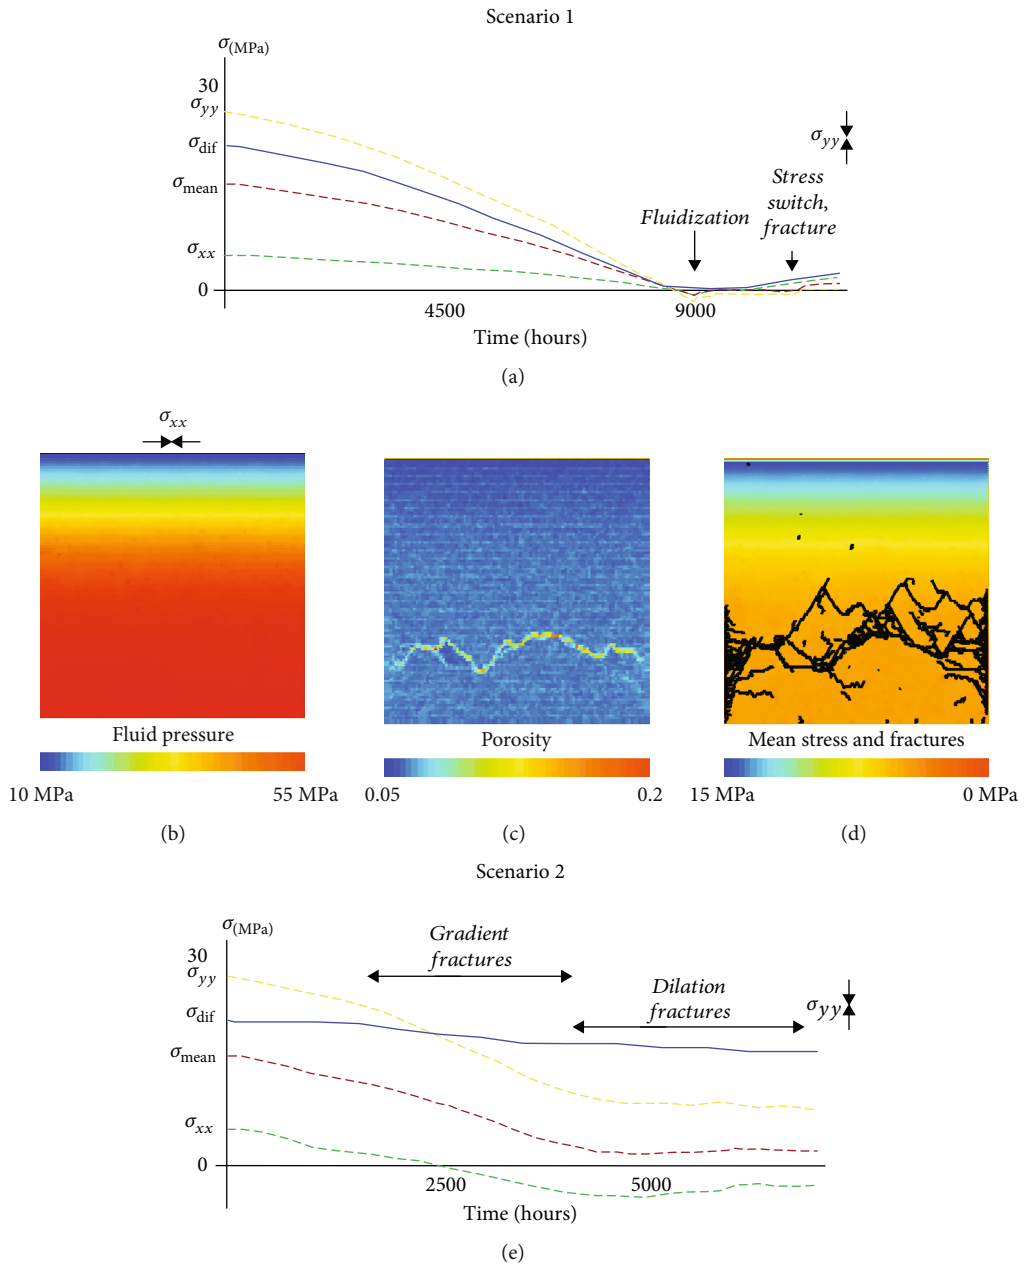 Scenario 1
σ(MPa)
30
σyy
σdif
σmean
σxx
0
σyy
Stress
switch,
fracture
Fluidization
4500
9000
Time (hours)
(a)
σxx
Fluid pressure
10 MPa
55 MPa
(b)
Porosity
0.05
0.2
(c)
Mean stress and fractures
15 MPa
0 MPa
(d)
Scenario 2
σ(MPa)
30
σyy
σdif
σmean
σxx
0
Gradient
fractures
Dilation
fractures
σyy
2500
5000
Time (hours)
(e)